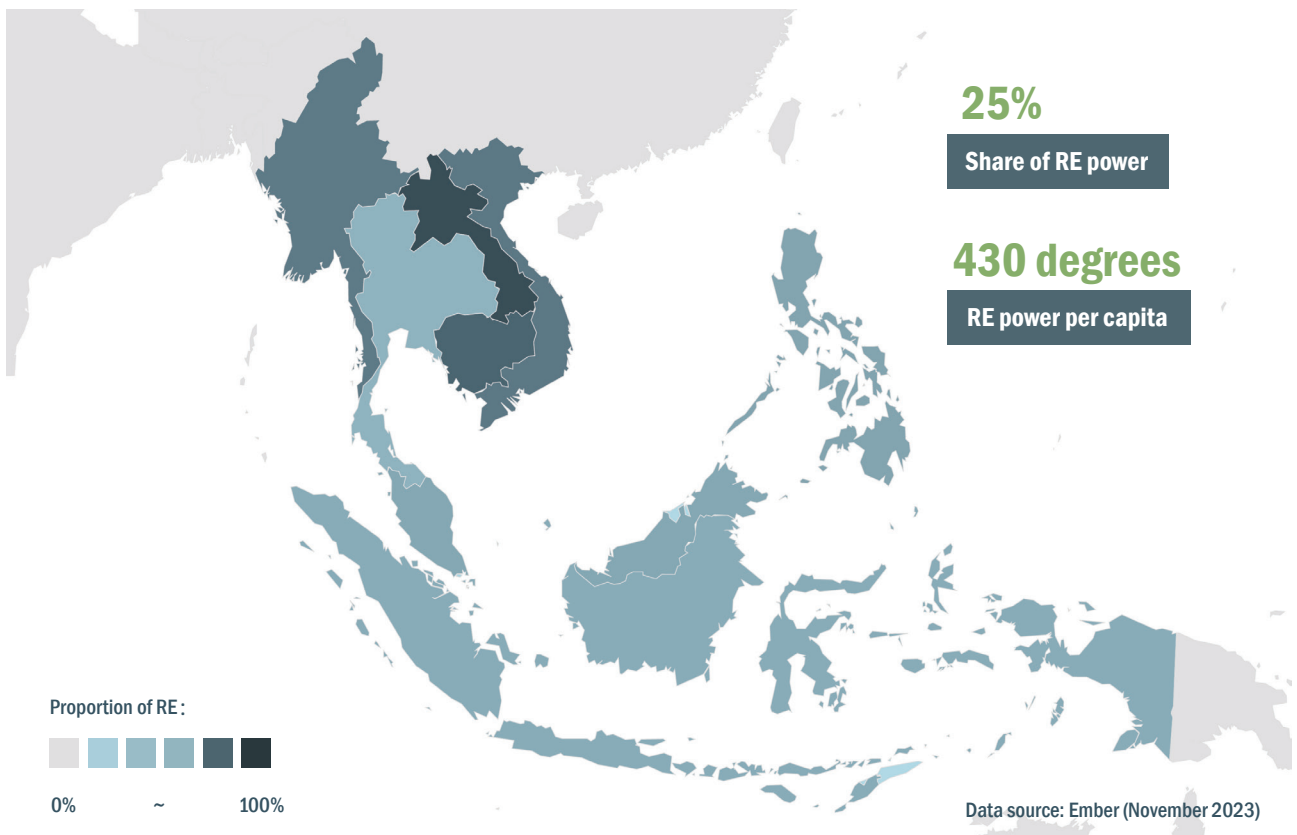 25%
Share of RE power
430 degrees
RE power per capita
Proportion of RE:
0% ~ 100%
Data source: Ember (November 2023)